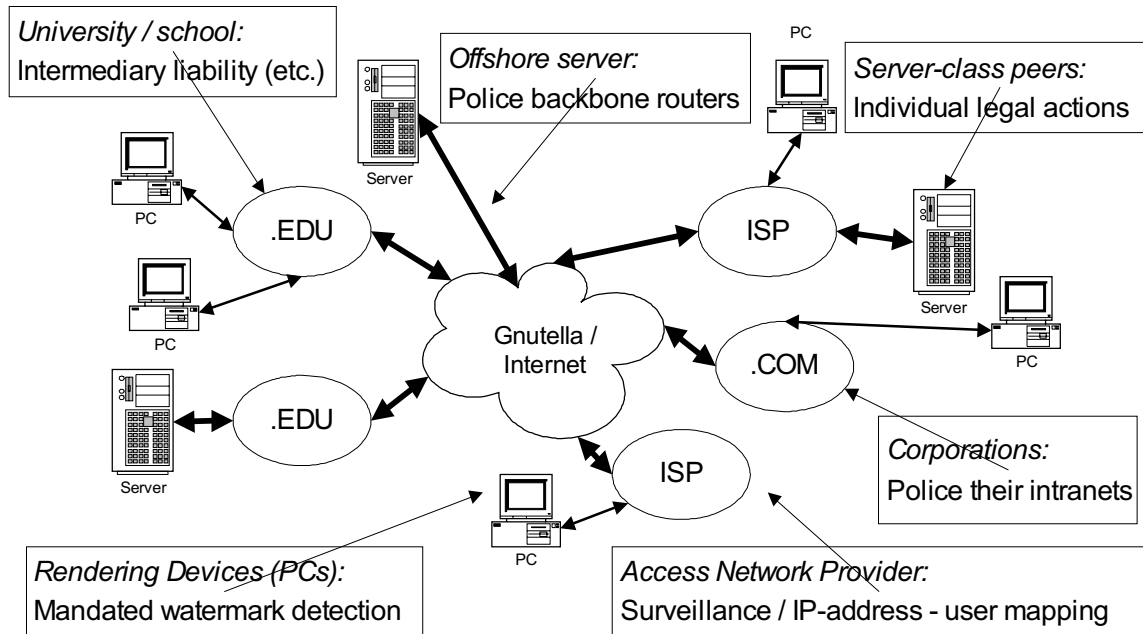 University / school:
Intermediary liability (etc.)
Offshore server:
Police backbone routers
PC
Server-class peers:
Individual legal actions
PC
Server
.EDU
ISP
Server
PC
Gnutella /
Internet
.COM
PC
.EDU
Server
ISP
Corporations:
Police their intranets
PC
Rendering Devices (PCs):
Mandated watermark detection
Access Network Provider:
Surveillance / IP-address - user mapping